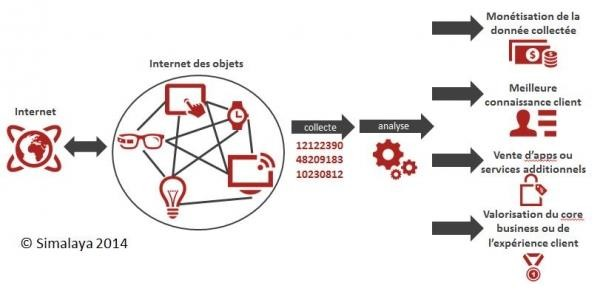 Internet
Internet des objets
collecte
12122390
48209183
10230812
analyse
Monétisation de la
donnée collectée
Meilleure
connaissance client
Vente d'apps ou
services additionnels
Valorisation du core
business ou de
l'expérience client
1
© Simalaya 2014